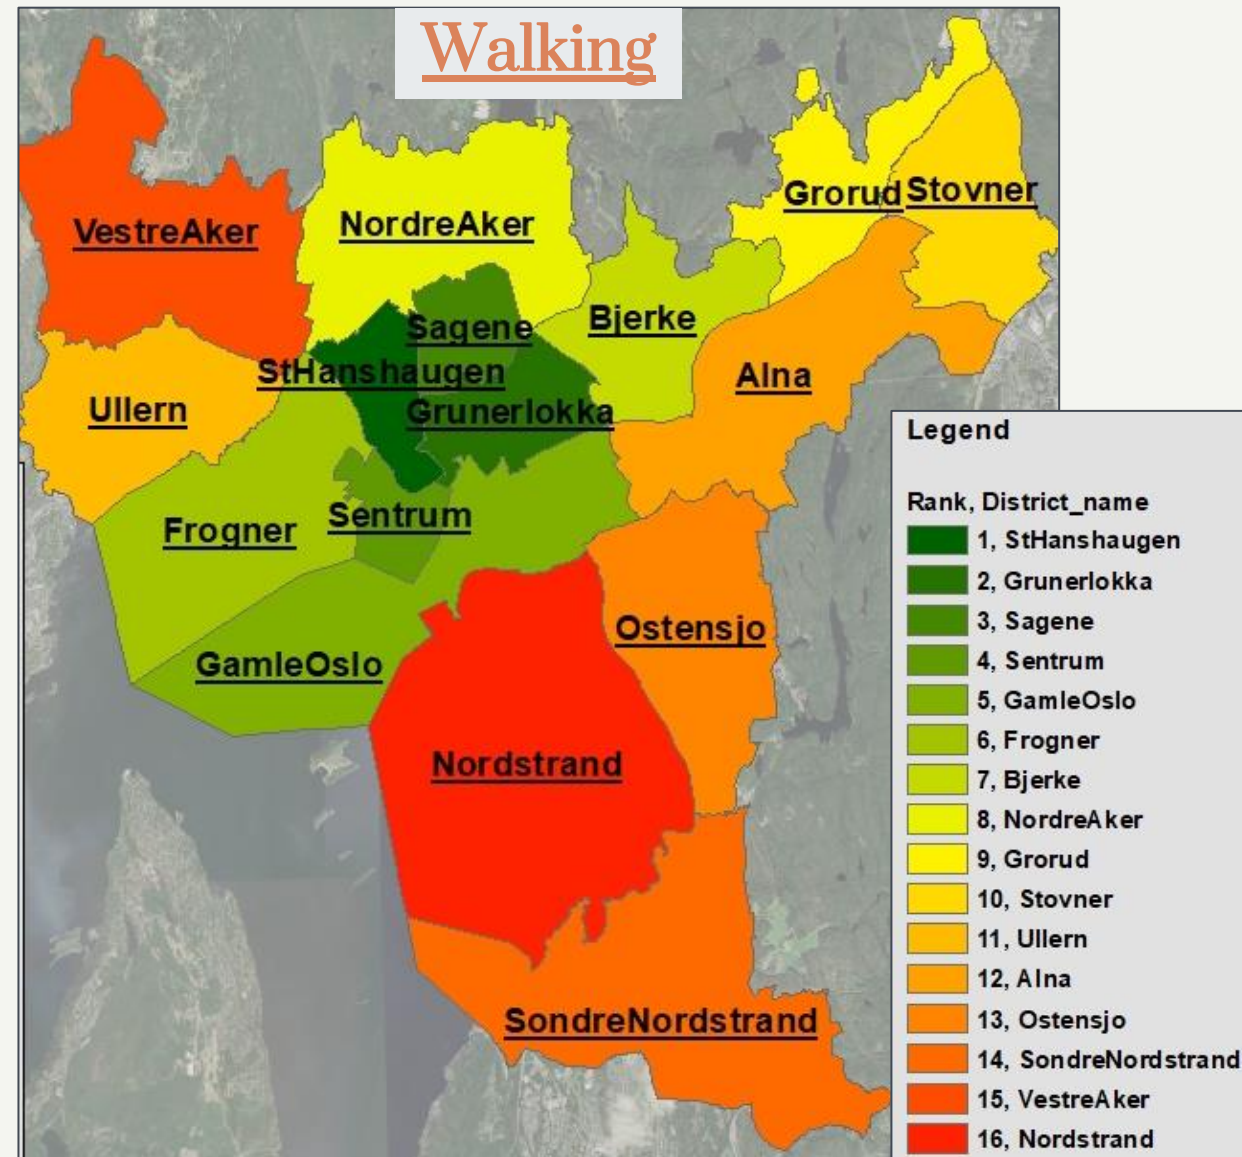 Walking
VestreAker
NordreAker
Grorud
Stovner
Sagene
Bjerke
StHanshaugen
Alna
Ullern
Grunerlokka
Frogner
Sentrum
Ostensjo
GamleOslo
Nordstrand
SondreNordstrand
Legend
Rank, District_name
1, StHanshaugen
2, Grunerlokka
3, Sagene
4, Sentrum
5, GamleOslo
6, Frogner
7, Bjerke
8, NordreAker
9, Grorud
10, Stovner
11, Ullern
12, Alna
13, Ostensjo
14, SondreNordstrand
15, VestreAker
16, Nordstrand